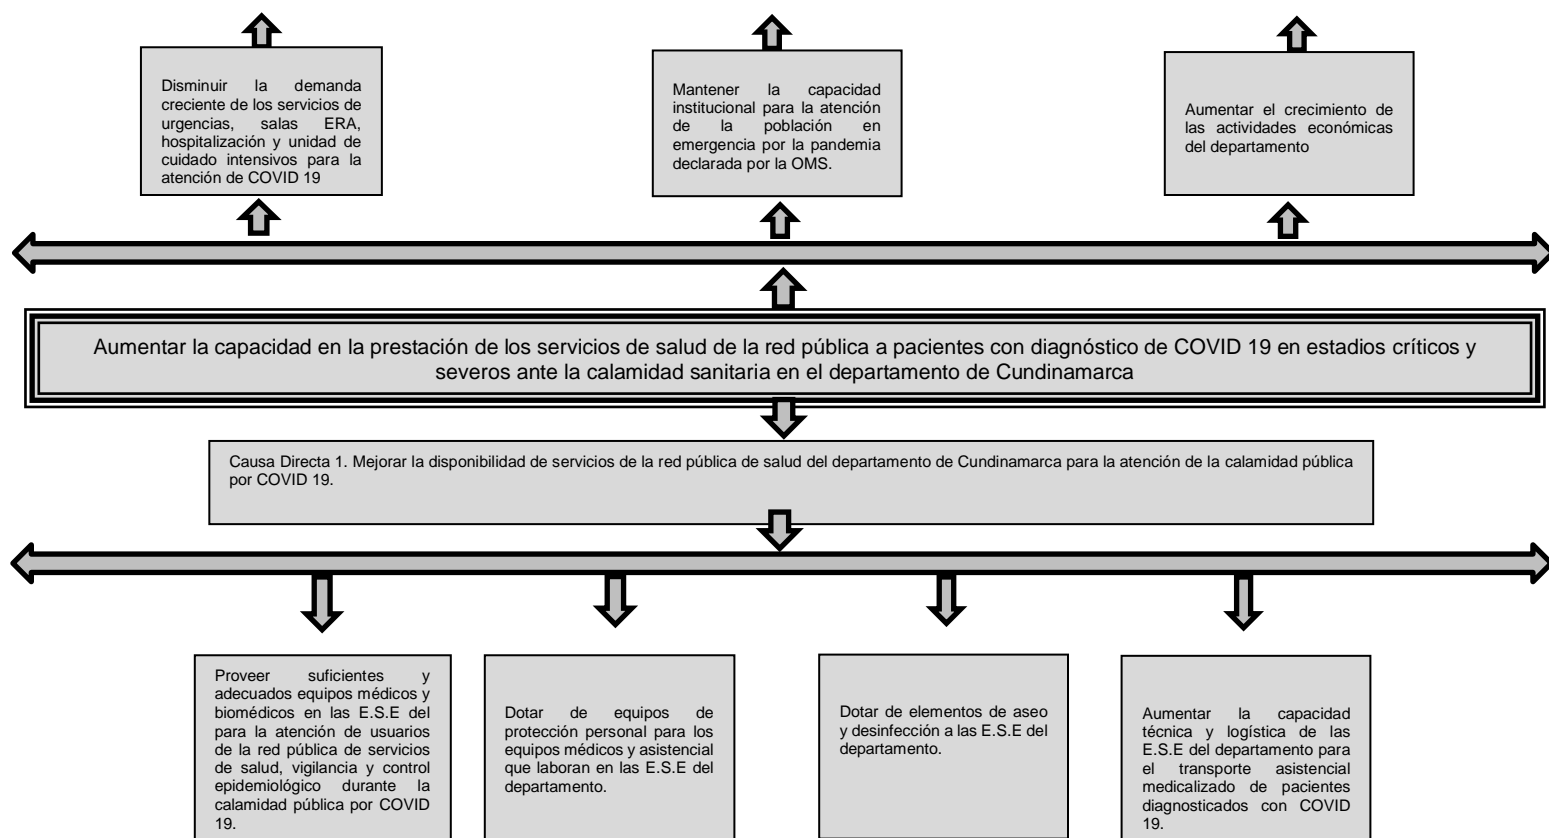 Disminuir la demanda
creciente de los servicios de
urgencias, salas ERA,
hospitalización y unidad de
cuidado intensivos para la
atención de COVID 19
Mantener la capacidad
institucional para la atención
de la población en
emergencia por la pandemia
declarada por la OMS.
Aumentar el crecimiento de
las actividades económicas
del departamento
Aumentar la capacidad en la prestación de los servicios de salud de la red pública a pacientes con diagnóstico de COVID 19 en estadios críticos y
severos ante la calamidad sanitaria en el departamento de Cundinamarca
Causa Directa 1. Mejorar la disponibilidad de servicios de la red pública de salud del departamento de Cundinamarca para la atención de la calamidad pública
por COVID 19.
Proveer suficientes y
adecuados equipos médicos y
biomédicos en las E.S.E del
para la atención de usuarios
de la red pública de servicios
de salud, vigilancia y control
epidemiológico durante la
calamidad pública por COVID
19.
Dotar de equipos de
protección personal para los
equipos médicos y asistencial
que laboran en las E.S.E del
departamento.
Dotar de elementos de aseo
y desinfección a las E.S.E del
departamento.
Aumentar la capacidad
técnica y logística de las
E.S.E del departamento para
el transporte asistencial
medicalizado de pacientes
diagnosticados con COVID
19.